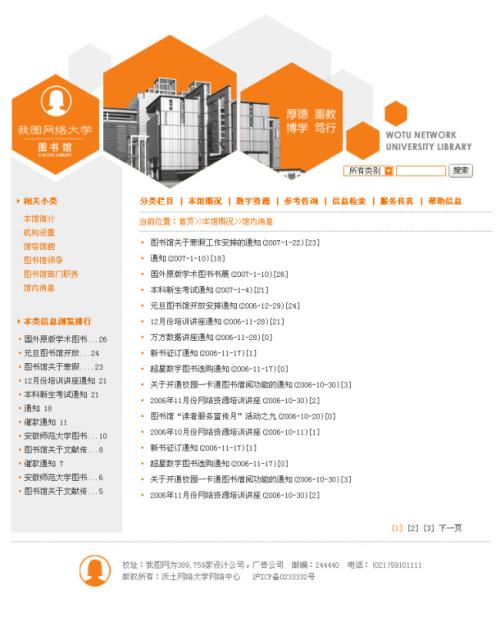 我图网络大学
图书馆
厚德 重教
博学 笃行
WOTU NETWORK
UNIVERSITY LIBRARY
所有类别
搜索
相关小类
本馆简介
机构设置
馆容馆貌
图书馆领导
图书馆部门职责
馆内消息
本类信息浏览排行
国外原版学术图书...26
元旦图书馆开放...24
图书馆关于寒假....23
12月份培训讲座通知 21
本科新生考试通知 21
通知 18
催款通知 11
安徽师范大学图书...10
图书馆关于文献传...8
催款通知 7
安徽师范大学图书...6
图书馆关于文献传...5
分类栏目 | 本馆概况 | 数字资源 | 参考咨询 | 信息检索 | 服务传真 | 帮助信息
当前位置：首页>>本馆概况>>馆内消息
图书馆关于寒假工作安排的通知(2007-1-22)[23]
通知(2007-1-10)[18]
国外原版学术图书书展(2007-1-10)[26]
本科新生考试通知(2007-1-4)[21]
元旦图书馆开放安排通知(2006-12-29)[24]
12月份培训讲座通知(2006-11-28)[21]
万方数据讲座通知(2006-11-28)[0]
新书征订通知(2006-11-17)[1]
超星数字图书选购通知(2006-11-17)[0]
关于开通校园一卡通图书借阅功能的通知(2006-10-30)[3]
2006年11月份网络资源培训讲座(2006-10-30)[2]
图书馆“读者服务宣传月”活动之九(2006-10-20)[0]
2006年10月份网络资源培训讲座(2006-10-11)[1]
新书征订通知(2006-11-17)[1]
超星数字图书选购通知(2006-11-17)[0]
关于开通校园一卡通图书借阅功能的通知(2006-10-30)[3]
2006年11月份网络资源培训讲座(2006-10-30)[2]
[1] [2] [3] 下一页
校址：我图网为389,759家设计公司，广告公司 邮编：244440 电话：(021)59101111
版权所有：沃土网络大学网络中心 沪ICP备0233332号